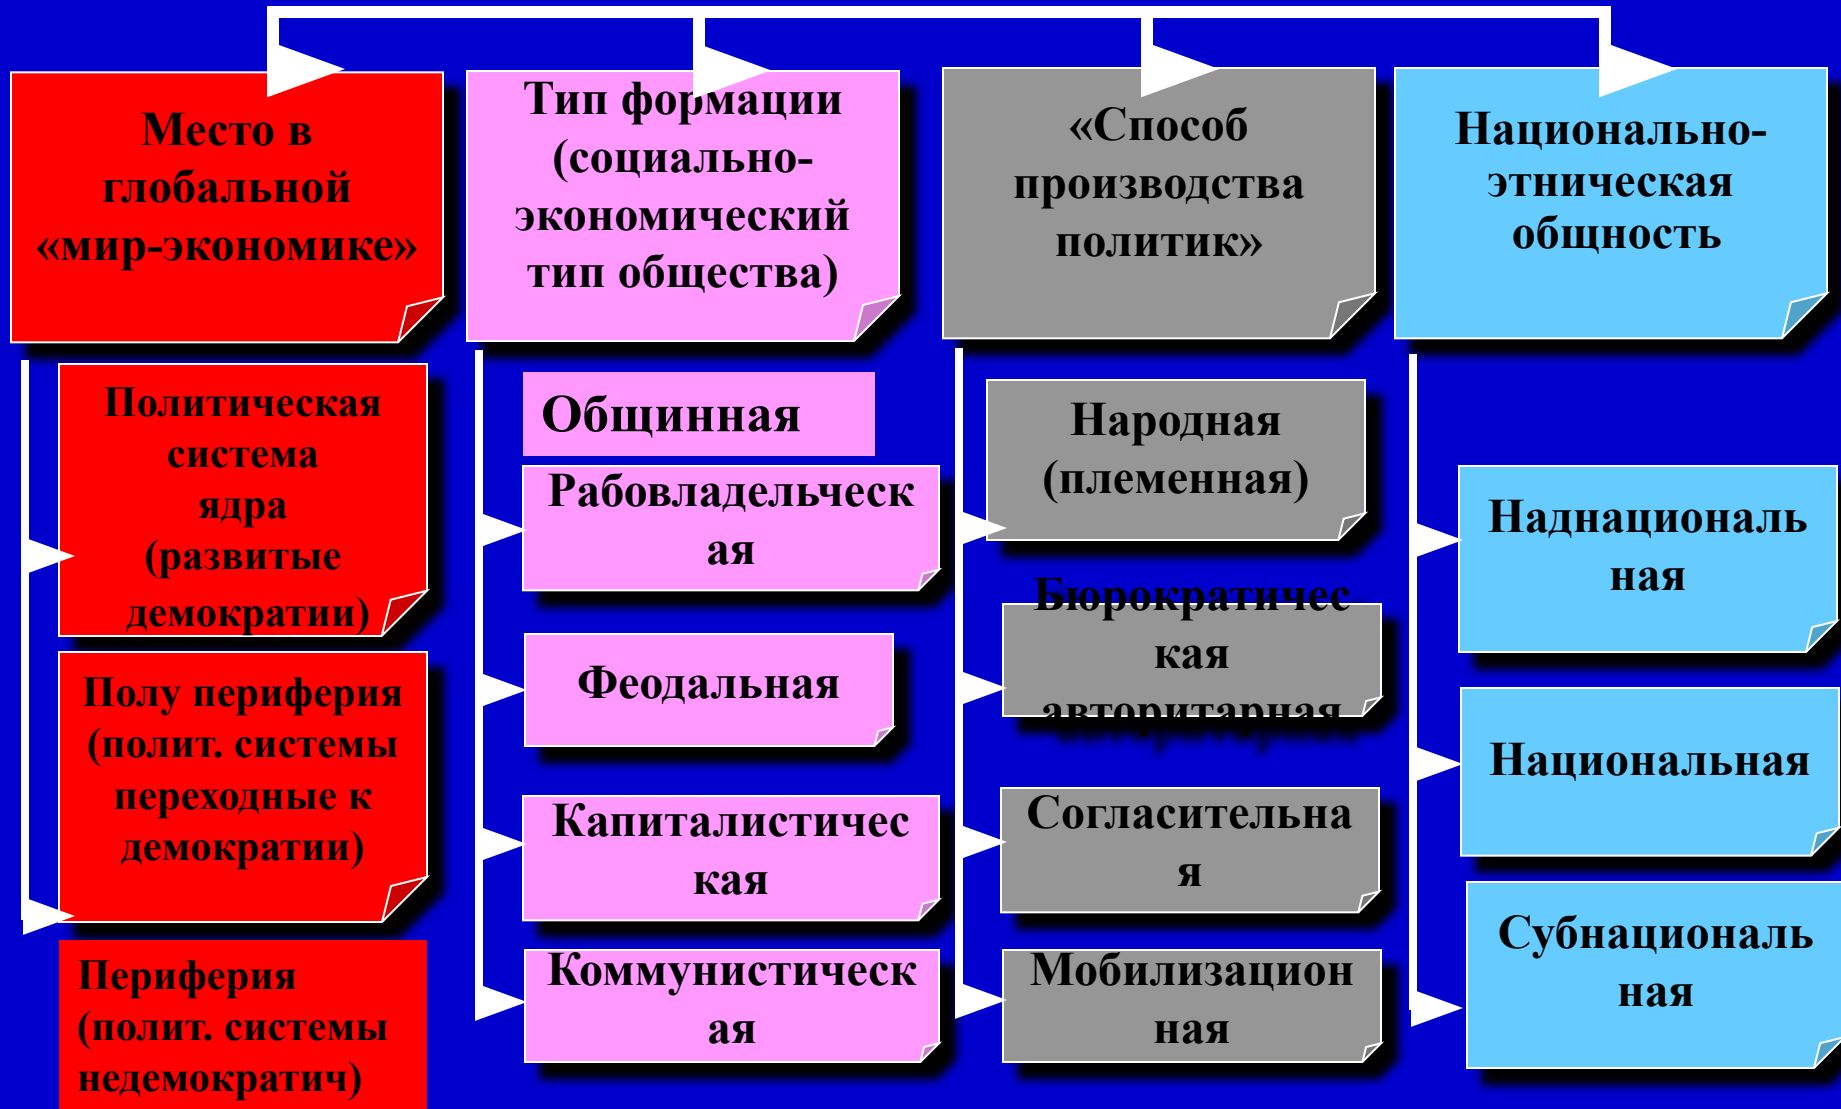 Место в
глобальной
«мир-экономике»
Политическая
система
ядра
(развитые
демократии)
Полу периферия
(полит. системы
переходные к
демократии)
Периферия
(полит. системы
недемократич)
Тип формации
(социально-
экономический
тип общества)
Общинная
Рабовладельческ
ая
Феодальная
Капиталистичес
кая
Коммунистическ
ая
«Способ
производства
политик»
Народная
(племенная)
Бюрократичес
кая
авторитарная
Согласительна
я
Мобилизацион
ная
Национально-
этническая
общность
Наднациональ
ная
Национальная
Субнациональ
ная